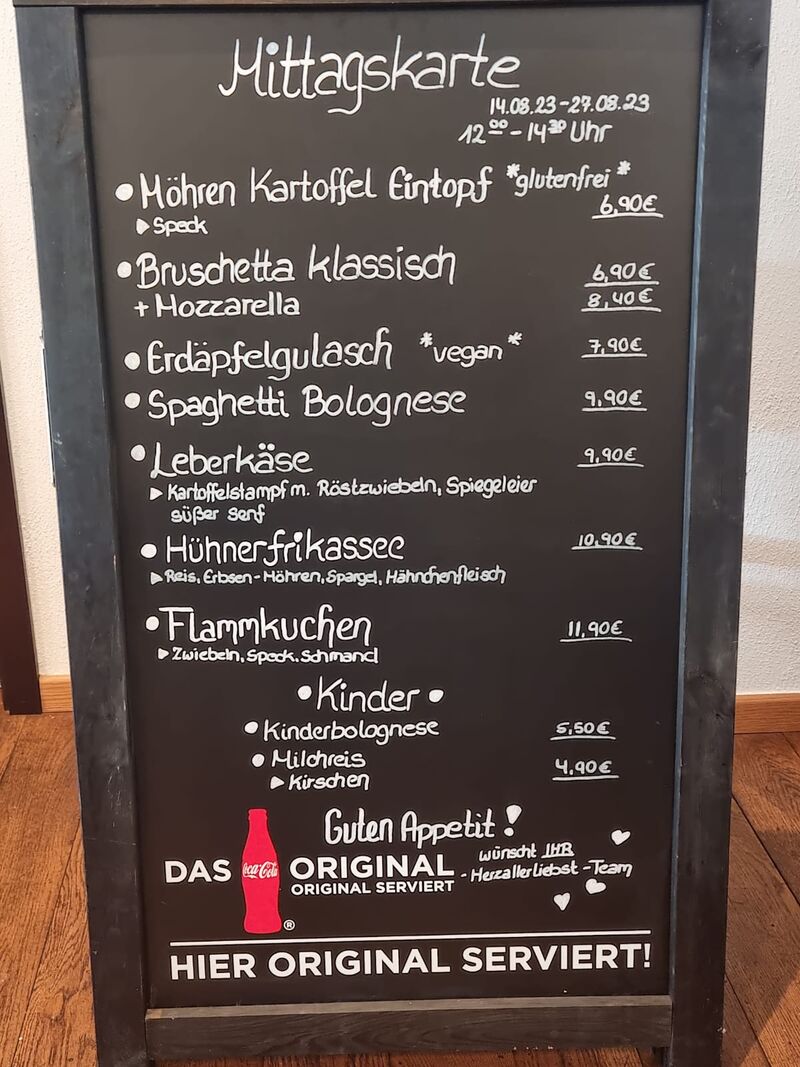 Mittagskarte
14.08.23-27.08.23
12⁰⁰-14³⁰ Uhr
• Möhren Kartoffel Eintopf *glutenfrei*
6,90€
▸Speck
• Bruschetta klassisch 6,90€
+ Mozzarella 8,40€
• Erdäpfelgulasch *vegan* 7,90€
• Spaghetti Bolognese 9,90€
• Leberkäse 9,90€
▸ Kartoffelstampf m. Röstzwiebeln, Spiegeleier
süßer Senf
• Hühnerfrikassee 10,90€
▸Reis, Erbsen-Möhren, Spargel, Hähnchenfleisch
• Flammkuchen 11,90€
▸Zwiebeln, Speck, Schmand
• Kinder •
• Kinderbolognese 5,50€
• Milchreis 4,90€
▸ Kirschen
Guten Appetit!
wünscht IHR
- Herzallerliebst - Team
DAS Coca-Cola ORIGINAL
ORIGINAL SERVIERT
®
HIER ORIGINAL SERVIERT!